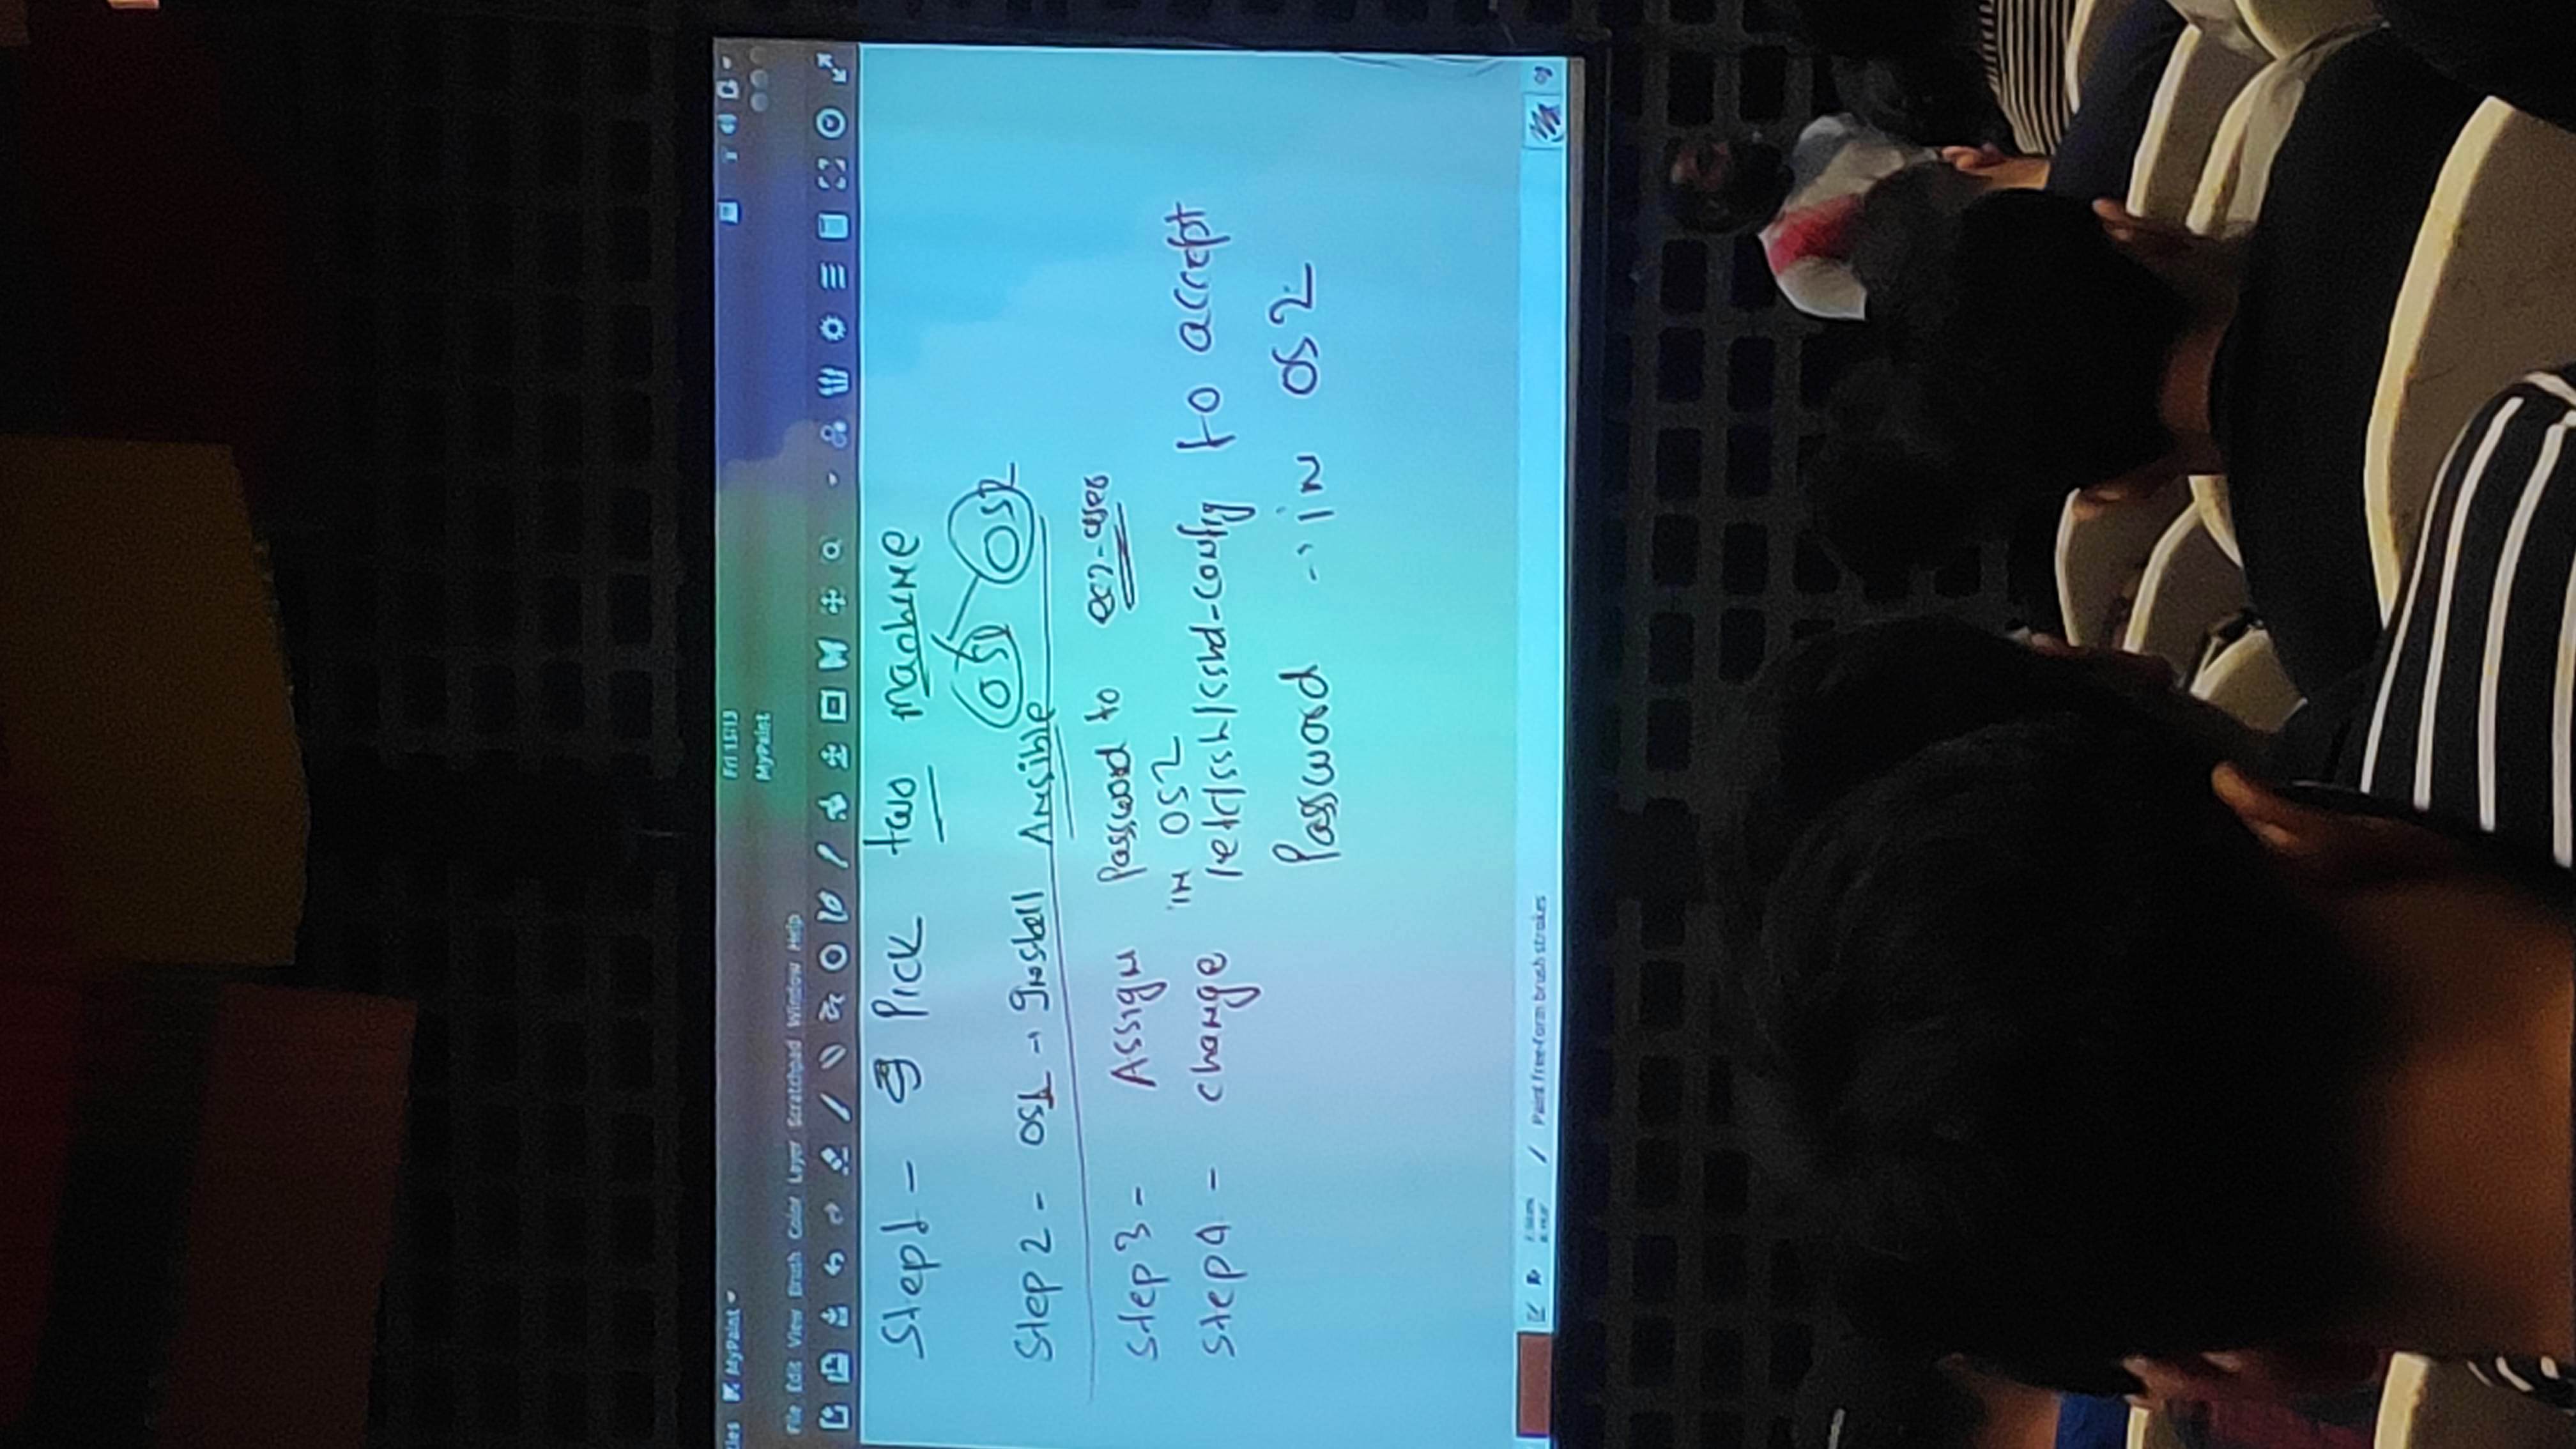 MyPaint
Fri 15:13
MyPaint
File Edit View Brush Color Layer Scratchpad Window Help
Step1 - Pick two machine
OS1 OS2
Step 2 - OS1 → Install Ansible
Step 3 - Assign Password to ec2-user
in OS2
Step 4 - change /etc/ssh/sshd-config to accept
Password → in OS2
Paint free-form brush strokes